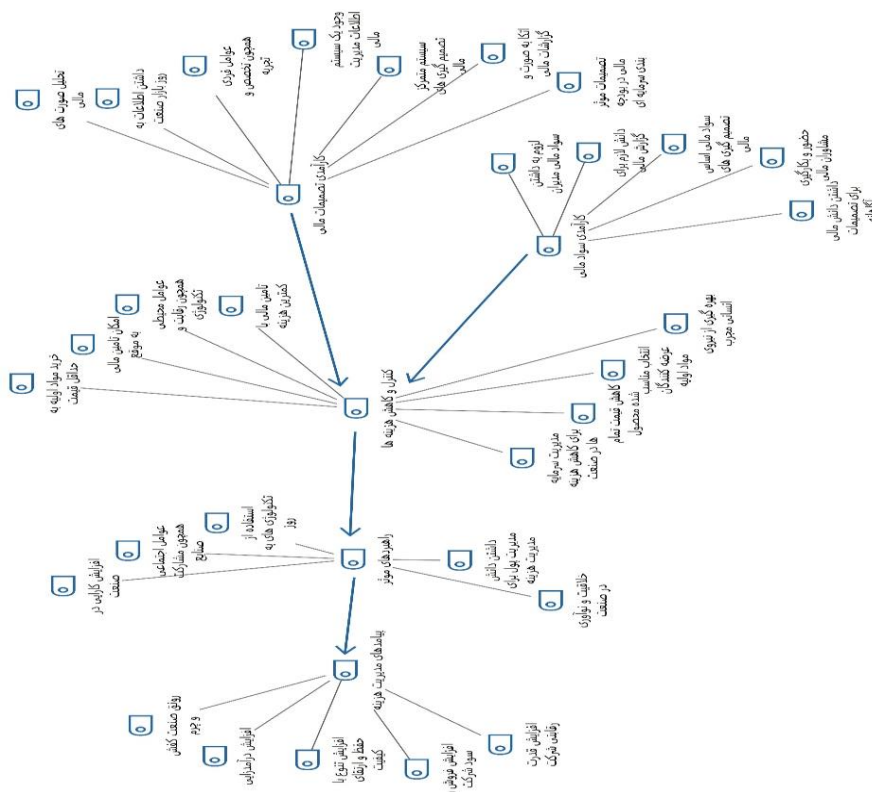 تحلیل صورت های
مالی
داشتن اطلاعات به
روز بازار صنعت
عوامل فردی
همچون تخصص و
تجربه
وجود یک سیستم
اطلاعات مدیریت
مالی
سیستم متمرکز
تصمیم گیری های
مالی
اتکا به صورت و
گزارشات مالی
تصمیمات موثر
مالی در بودجه
بندی سرمایه ای
کارآمدی تصمیمات مالی
لزوم به داشتن
سواد مالی مدیران
دانش لازم برای
گزارش مالی
سواد مالی اساس
تصمیم گیری های
مالی
حضور و بکارگیری
مشاوران مالی
داشتن دانش مالی
برای تصمیمات
کارآمدی سواد مالی
خرید مواد اولیه به
حداقل قیمت
امکان تامین مالی
به موقع
عوامل محیطی
همچون رقابت و
تکنولوژی
تامین مالی با
کمترین هزینه
کنترل و کاهش هزینه ها
مدیریت سرمایه
برای کاهش هزینه
ها در صنعت
کاهش قیمت تمام
شده محصول
انتخاب مناسب
عرضه کنندگان
مواد اولیه
بهره گیری از نیروی
انسانی مجرب
افزایش کارایی در
صنعت
عوامل اجتماعی
همچون مشارکت
صنایع
استفاده از
تکنولوژی های به
روز
راهبردهای موثر
داشتن دانش
مدیریت پول برای
مدیریت هزینه
خلاقیت و نوآوری
در صنعت
پیامدهای مدیریت هزینه
رونق صنعت کفش
و چرم
افزایش درآمدزایی
افزایش تنوع با
حفظ و ارتقای
کیفیت
افزایش فروش و
سود شرکت
افزایش قدرت
رقابتی شرکت